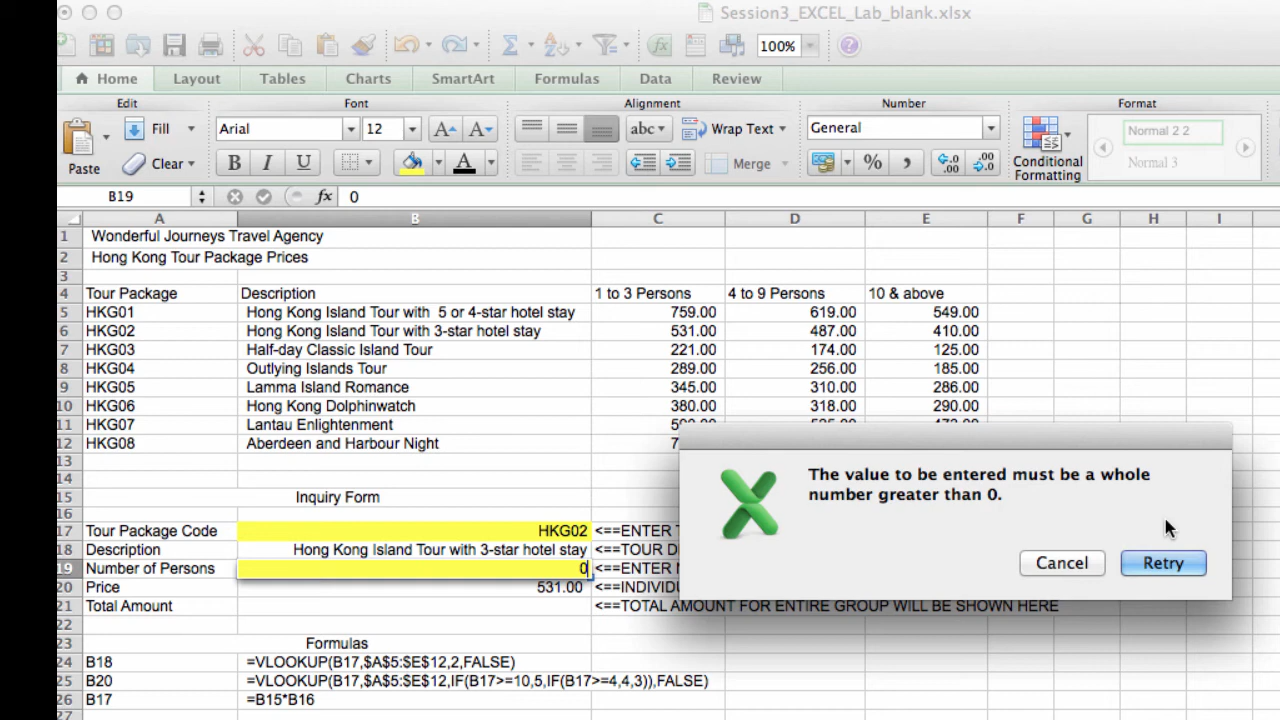 Session3_EXCEL_Lab_blank.xlsx
100%
Home Layout Tables Charts SmartArt Formulas Data Review
Edit Font Alignment Number Format
Fill Arial 12 abc Wrap Text General Normal 2 2
Paste Clear B I U Merge % Conditional Formatting Normal 3
B19 fx 0
A B C D E F G H I
1 Wonderful Journeys Travel Agency
2 Hong Kong Tour Package Prices
3
4 Tour Package Description 1 to 3 Persons 4 to 9 Persons 10 & above
5 HKG01 Hong Kong Island Tour with 5 or 4-star hotel stay 759.00 619.00 549.00
6 HKG02 Hong Kong Island Tour with 3-star hotel stay 531.00 487.00 410.00
7 HKG03 Half-day Classic Island Tour 221.00 174.00 125.00
8 HKG04 Outlying Islands Tour 289.00 256.00 185.00
9 HKG05 Lamma Island Romance 345.00 310.00 286.00
10 HKG06 Hong Kong Dolphinwatch 380.00 318.00 290.00
11 HKG07 Lantau Enlightenment
12 HKG08 Aberdeen and Harbour Night
13
14
15 Inquiry Form
16
17 Tour Package Code HKG02 <==ENTER
18 Description Hong Kong Island Tour with 3-star hotel stay <==TOUR
19 Number of Persons 0 <==ENTER
20 Price 531.00
21 Total Amount <==TOTAL AMOUNT FOR ENTIRE GROUP WILL BE SHOWN HERE
22
23 Formulas
24 B18 =VLOOKUP(B17,$A$5:$E$12,2,FALSE)
25 B20 =VLOOKUP(B17,$A$5:$E$12,IF(B17>=10,5,IF(B17>=4,4,3)),FALSE)
26 B17 =B15*B16
27
The value to be entered must be a whole
number greater than 0.
Cancel Retry